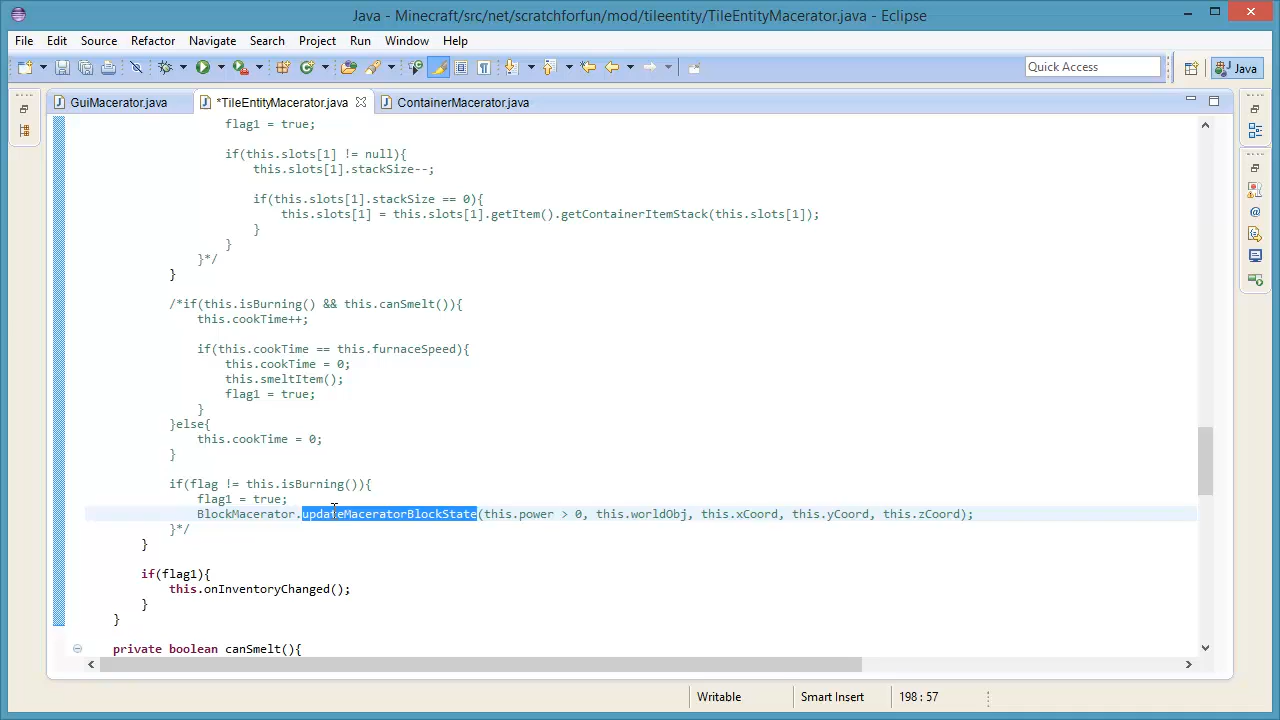 Java - Minecraft/src/net/scratchforfun/mod/tileentity/TileEntityMacerator.java - Eclipse
File Edit Source Refactor Navigate Search Project Run Window Help
Quick Access
Java
GuiMacerator.java
*TileEntityMacerator.java
ContainerMacerator.java
flag1 = true;
if(this.slots[1] != null){
this.slots[1].stackSize--;
if(this.slots[1].stackSize == 0){
this.slots[1] = this.slots[1].getItem().getContainerItemStack(this.slots[1]);
}
}
}*/
}
/*if(this.isBurning() && this.canSmelt()){
this.cookTime++;
if(this.cookTime == this.furnaceSpeed){
this.cookTime = 0;
this.smeltItem();
flag1 = true;
}
}else{
this.cookTime = 0;
}
if(flag != this.isBurning()){
flag1 = true;
BlockMacerator.updateMaceratorBlockState(this.power > 0, this.worldObj, this.xCoord, this.yCoord, this.zCoord);
}*/
}
if(flag1){
this.onInventoryChanged();
}
}
private boolean canSmelt(){
Writable
Smart Insert
198 : 57